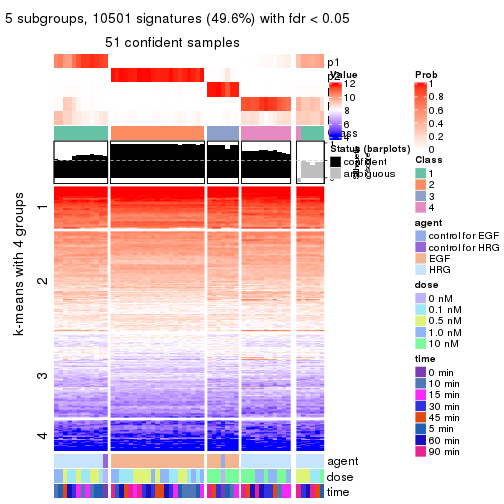 5 subgroups, 10501 signatures (49.6%) with fdr < 0.05
51 confident samples
p1
Value
12
10
8
6
4
Prob
1
0.8
0.6
0.4
0.2
0
Status (barplots)
confident
ambiguous
Class
1
2
3
4
agent
control for EGF
control for HRG
EGF
HRG
dose
0 nM
0.1 nM
0.5 nM
1.0 nM
10 nM
time
0 min
10 min
15 min
30 min
45 min
5 min
60 min
90 min
k-means with 4 groups
1
2
3
4
agent
dose
time